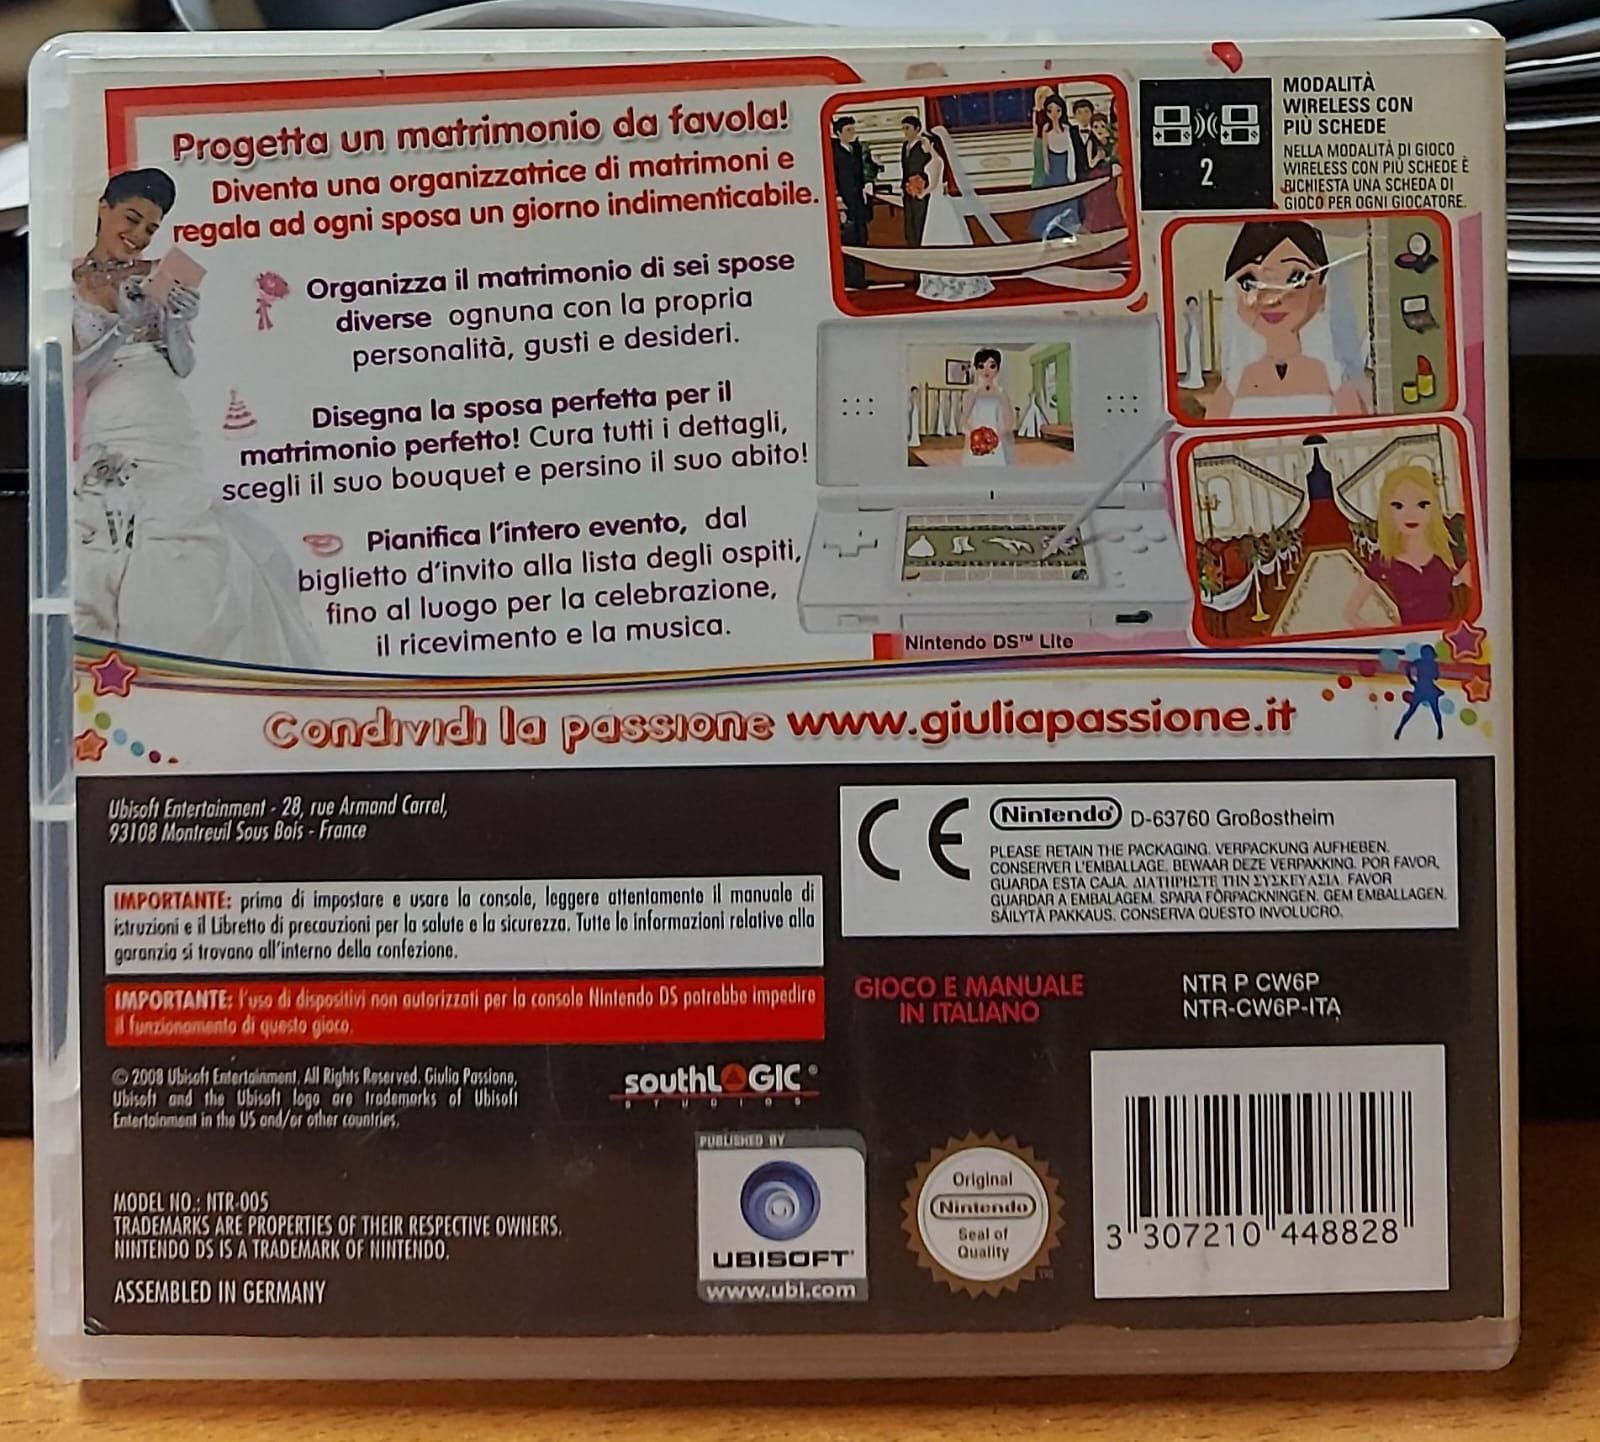 Progetta un matrimonio da favola!
Diventa una organizzatrice di matrimoni e
regala ad ogni sposa un giorno indimenticabile.
Organizza il matrimonio di sei spose
diverse ognuna con la propria
personalità, gusti e desideri.
Disegna la sposa perfetta per il
matrimonio perfetto! Cura tutti i dettagli,
scegli il suo bouquet e persino il suo abito!
Pianifica l'intero evento, dal
biglietto d'invito alla lista degli ospiti,
fino al luogo per la celebrazione,
il ricevimento e la musica.
2
MODALITÀ
WIRELESS CON
PIÙ SCHEDE
NELLA MODALITÀ DI GIOCO
WIRELESS CON PIÙ SCHEDE È
RICHIESTA UNA SCHEDA DI
GIOCO PER OGNI GIOCATORE.
Nintendo DS™ Lite
Condividi la passione www.giuliapassione.it
Ubisoft Entertainment - 28, rue Armand Carrel,
93108 Montreuil Sous Bois - France
IMPORTANTE: prima di impostare e usare la console, leggere attentamente il manuale di
istruzioni e il Libretto di precauzioni per la salute e la sicurezza. Tutte le informazioni relative alla
garanzia si trovano all'interno della confezione.
IMPORTANTE: l'uso di dispositivi non autorizzati per la console Nintendo DS potrebbe impedire
il funzionamento di questo gioco.
© 2008 Ubisoft Entertainment. All Rights Reserved. Giulia Passione,
Ubisoft and the Ubisoft logo are trademarks of Ubisoft
Entertainment in the US and/or other countries.
MODEL NO.: NTR-005
TRADEMARKS ARE PROPERTIES OF THEIR RESPECTIVE OWNERS.
NINTENDO DS IS A TRADEMARK OF NINTENDO.
ASSEMBLED IN GERMANY
southLOGIC®
STUDIOS
PUBLISHED BY
UBISOFT
www.ubi.com
CE
Nintendo® D-63760 Großostheim
PLEASE RETAIN THE PACKAGING. VERPACKUNG AUFHEBEN.
CONSERVER L'EMBALLAGE. BEWAAR DEZE VERPAKKING. POR FAVOR,
GUARDA ESTA CAJA. ΔΙΑΤΗΡΗΣΤΕ ΤΗΝ ΣΥΣΚΕΥΑΣΙΑ. FAVOR
GUARDAR A EMBALAGEM. SPARA FÖRPACKNINGEN. GEM EMBALLAGEN.
SÄILYTÄ PAKKAUS. CONSERVA QUESTO INVOLUCRO.
GIOCO E MANUALE
IN ITALIANO
NTR P CW6P
NTR-CW6P-ITA
Original
Nintendo
Seal of
Quality
TM
3 307210 448828